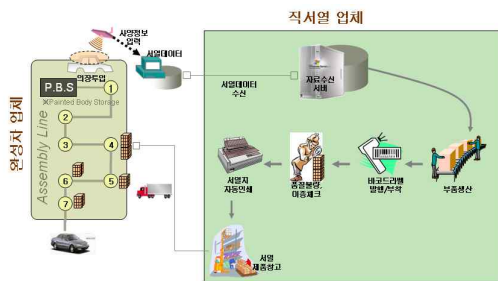 직서열 업체
사양정보
입력
서열데이터
의장투입
P.B.S
※Painted Body Storage
완성차 업체
Assembly Line
1
2
3
4
5
6
7
서열데이터
수신
자료수신
서버
서열지
자동인쇄
품질불량,
이종체크
바코드라벨
발행/부착
부품생산
서열
제품창고